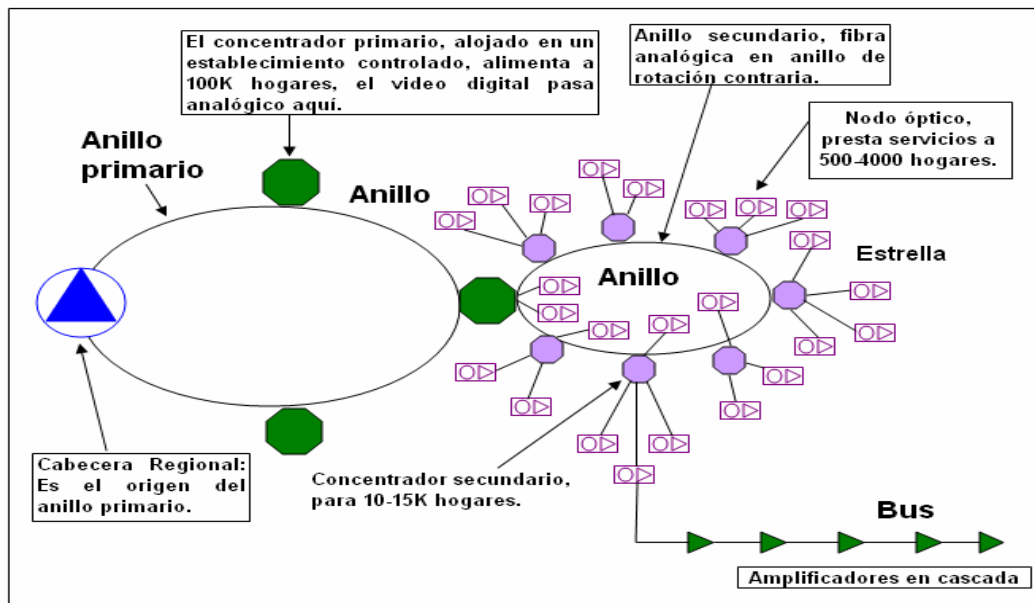 El concentrador primario, alojado en un
establecimiento controlado, alimenta a
100K hogares, el video digital pasa
analógico aquí.
Anillo secundario, fibra
analógica en anillo de
rotación contraria.
Nodo óptico,
presta servicios a
500-4000 hogares.
Anillo
primario
Anillo
Anillo
Estrella
Cabecera Regional:
Es el origen del
anillo primario.
Concentrador secundario,
para 10-15K hogares.
Bus
Amplificadores en cascada